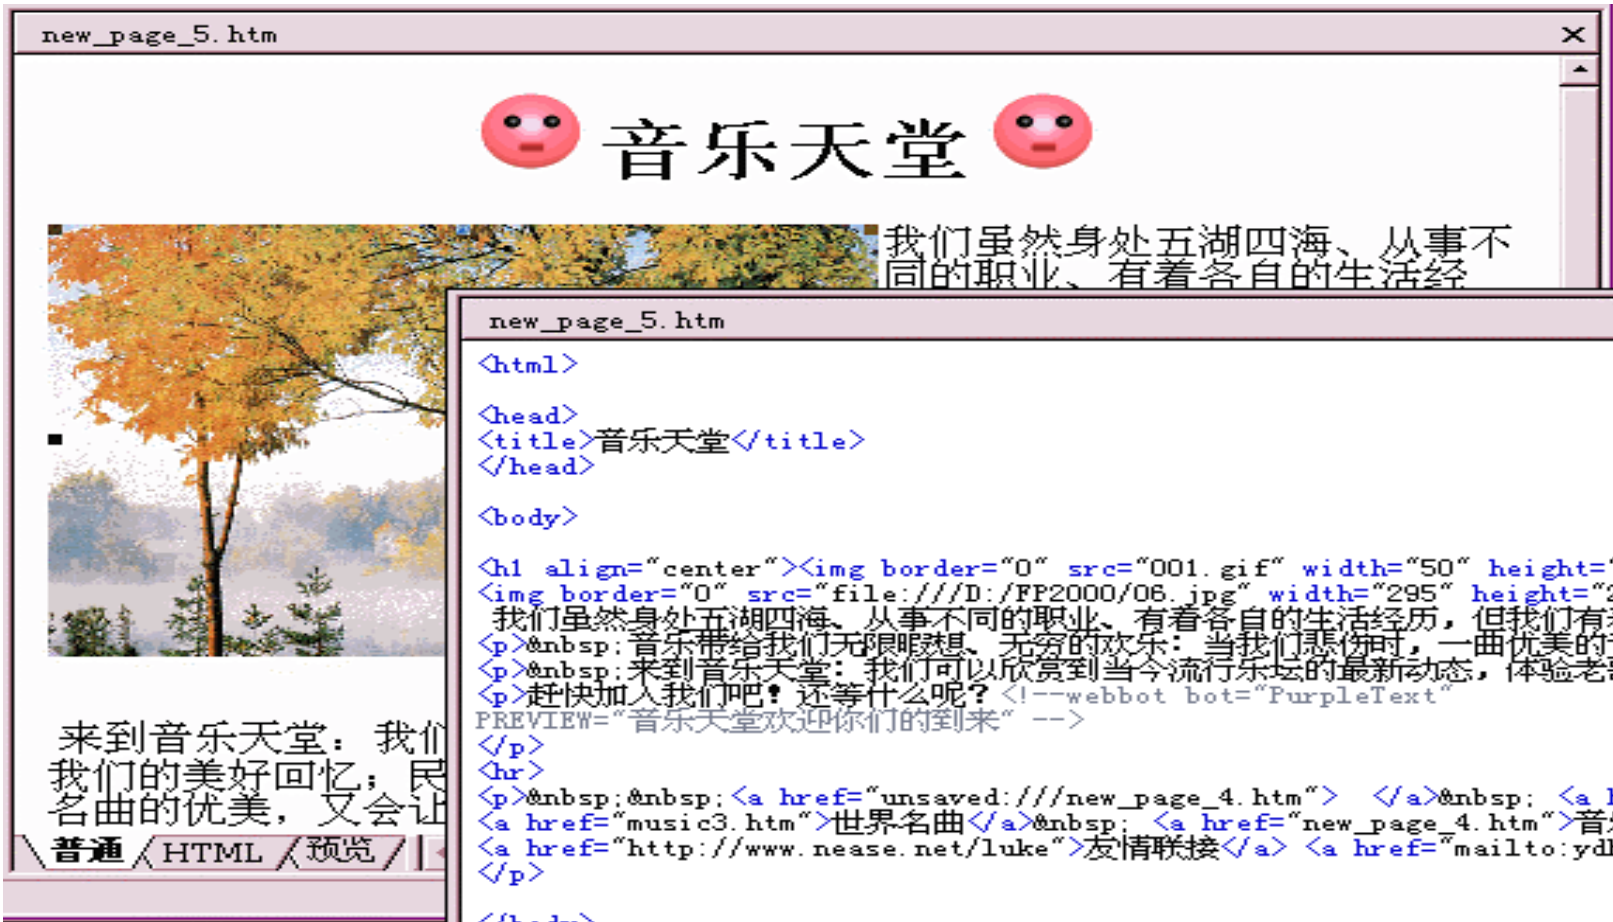 new_page_5.htm
音乐天堂
我们虽然身处五湖四海、从事不
同的职业、有着各自的生活经
new_page_5.htm
<html>
<head>
<title>音乐天堂</title>
</head>
<body>
<h1 align="center"><img border="0" src="001.gif" width="50" height="
<img border="0" src="file:///D:/FP2000/06.jpg" width="295" height="2
我们虽然身处五湖四海、从事不同的职业、有着各自的生活经历，但我们有
<p>&nbsp;音乐带给我们无限暇想、无穷的欢乐：当我们悲伤时，一曲优美的
<p>&nbsp;来到音乐天堂：我们可以欣赏到当今流行乐坛的最新动态，体验老
<p>赶快加入我们吧！还等什么呢？<!--webbot bot="PurpleText"
PREVIEW="音乐天堂欢迎你们的到来" -->
</p>
<hr>
<p>&nbsp;&nbsp;<a href="unsaved:///new_page_4.htm">  </a>&nbsp; <a h
<a href="music3.htm">世界名曲</a>&nbsp; <a href="new_page_4.htm">音
<a href="http://www.nease.net/luke">友情联接</a> <a href="mailto:ydh
</p>
</body>
来到音乐天堂：我们
我们的美好回忆；民
名曲的优美，又会让
普通 HTML 预览